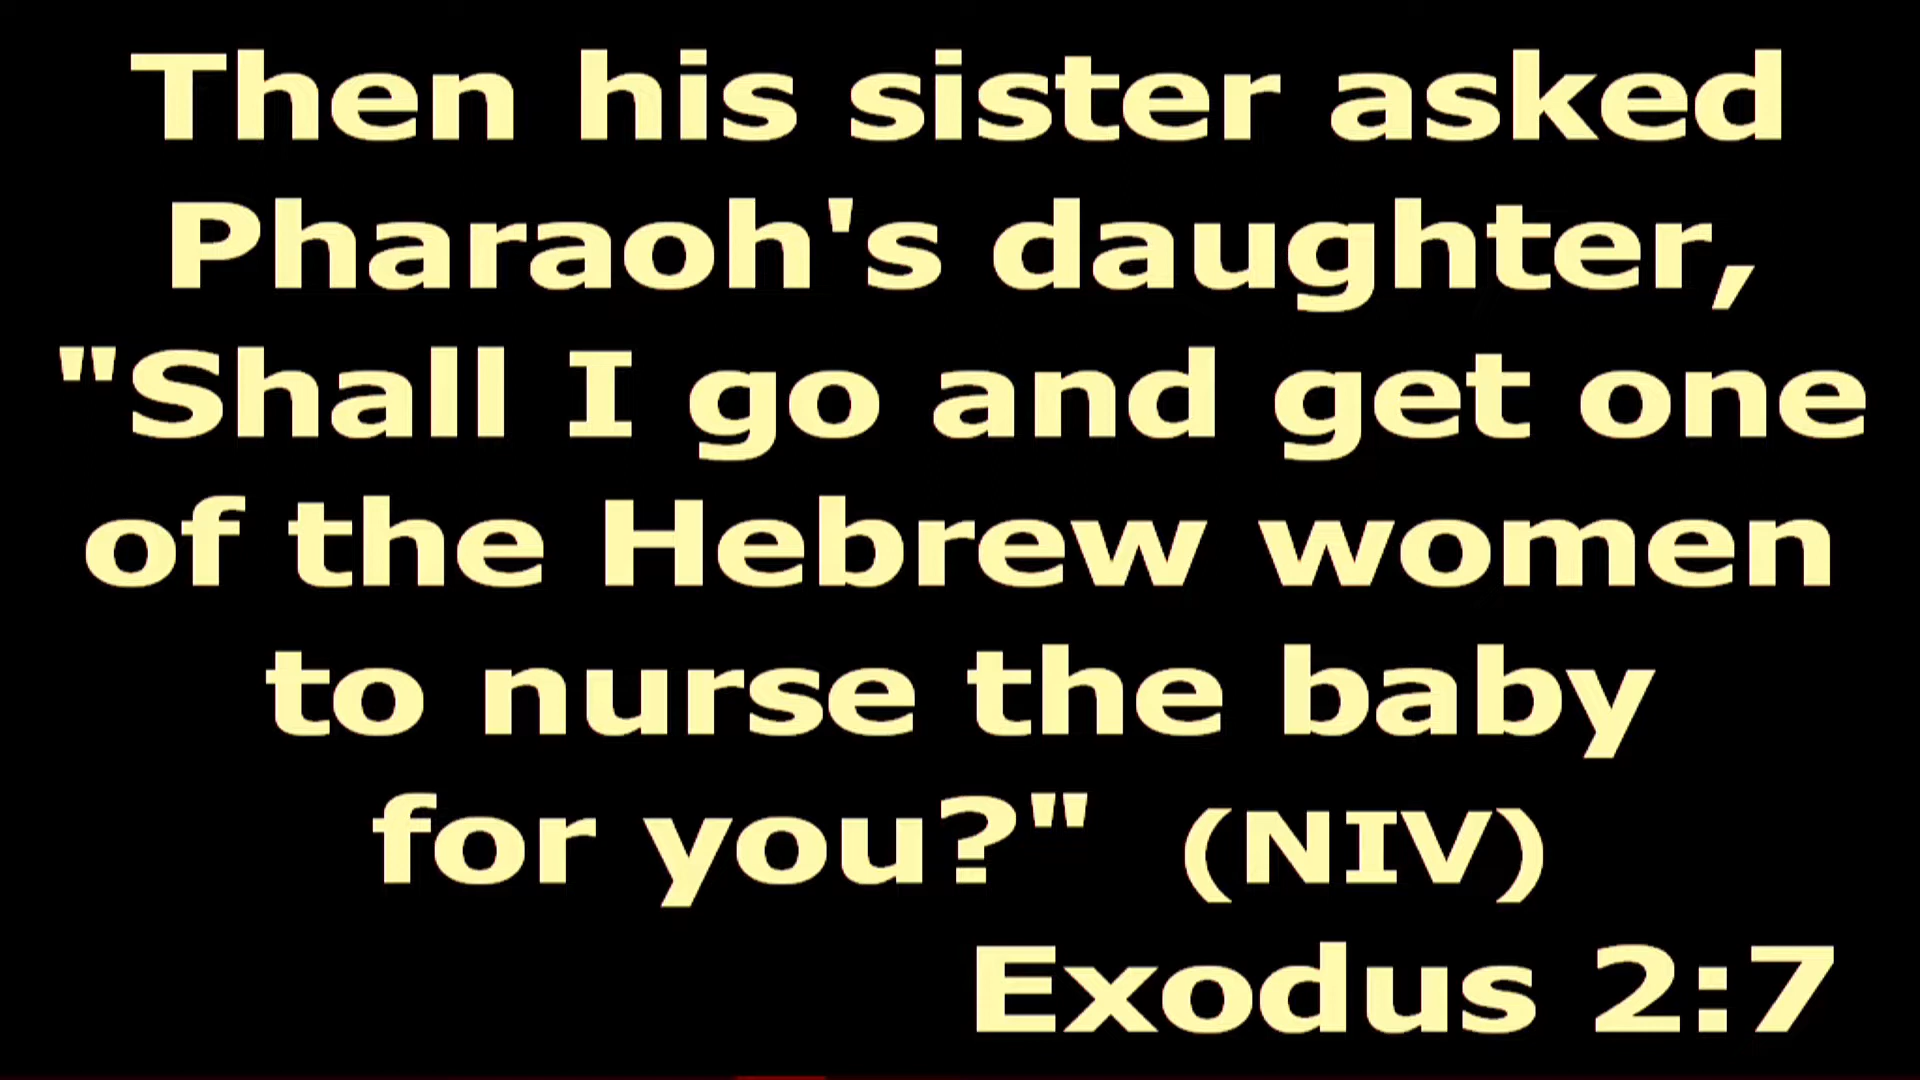 Then his sister asked
Pharaoh's daughter,
"Shall I go and get one
of the Hebrew women
to nurse the baby
for you?" (NIV)
Exodus 2:7